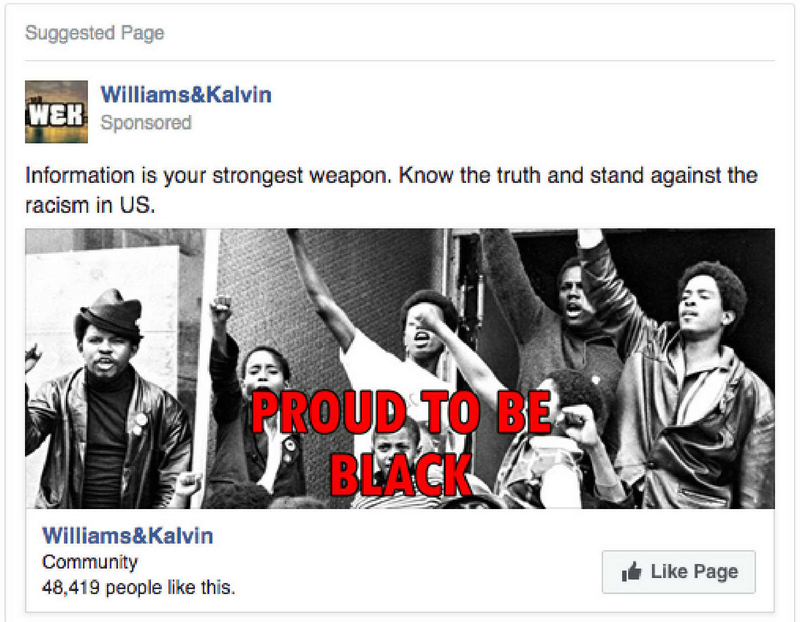 Suggested Page
W&K
Williams&Kalvin
Sponsored
Information is your strongest weapon. Know the truth and stand against the
racism in US.
PROUD TO BE
BLACK
Williams&Kalvin
Community
48,419 people like this.
Like Page